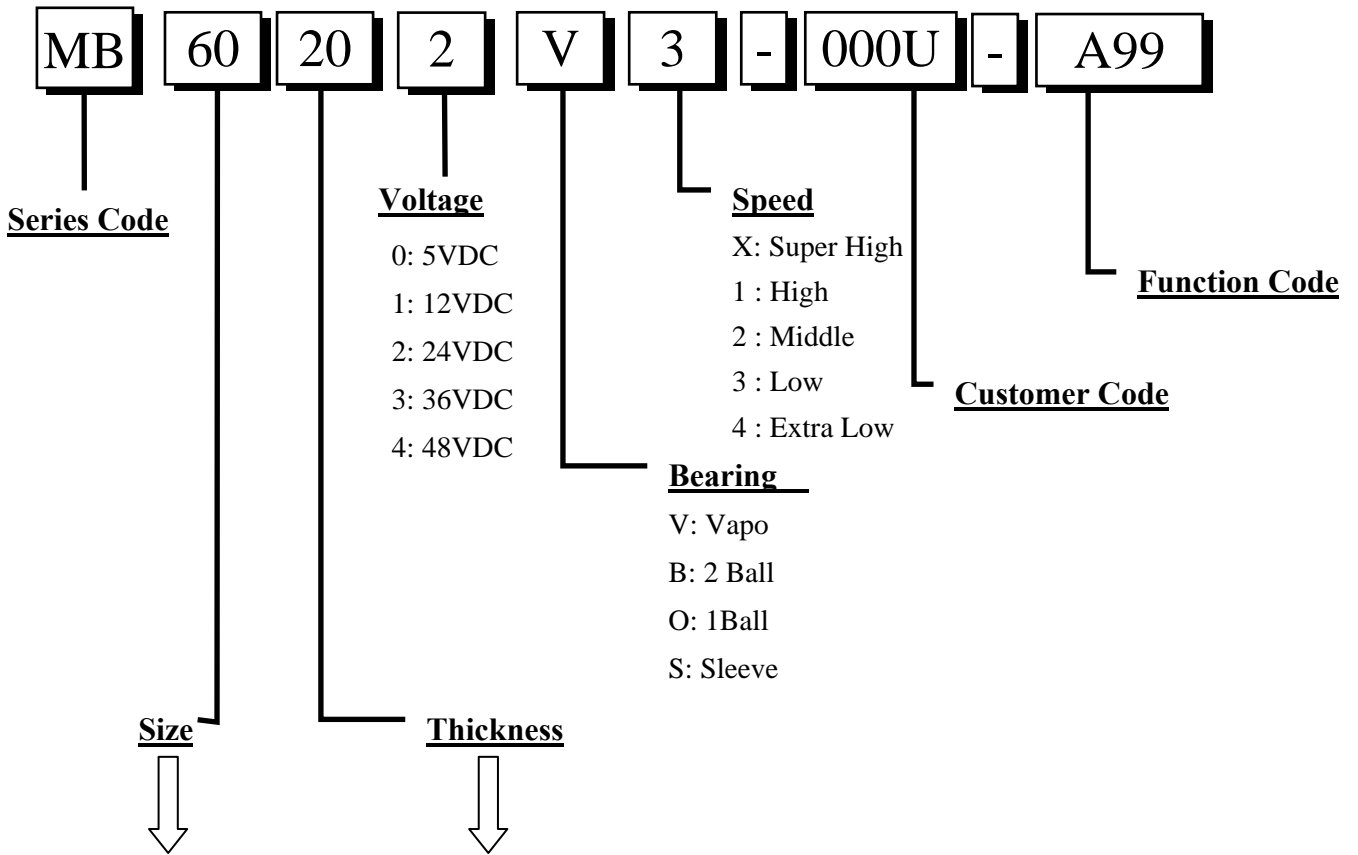 MB 60 20 2 V 3 - 000U - A99
Series Code
Voltage
0: 5VDC
1: 12VDC
2: 24VDC
3: 36VDC
4: 48VDC
Speed
X: Super High
1 : High
2 : Middle
3 : Low
4 : Extra Low
Function Code
Customer Code
Bearing
V: Vapo
B: 2 Ball
O: 1Ball
S: Sleeve
Size
Thickness